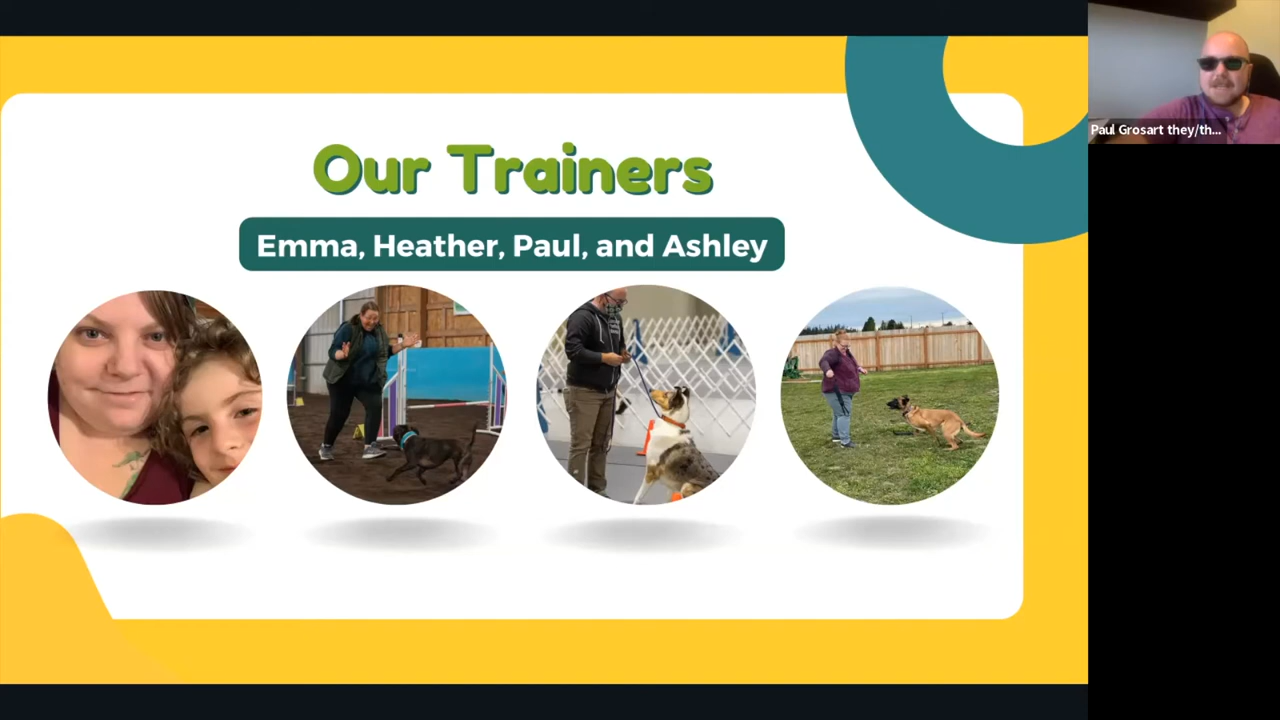 Our Trainers
Emma, Heather, Paul, and Ashley
Paul Grosart they/th...